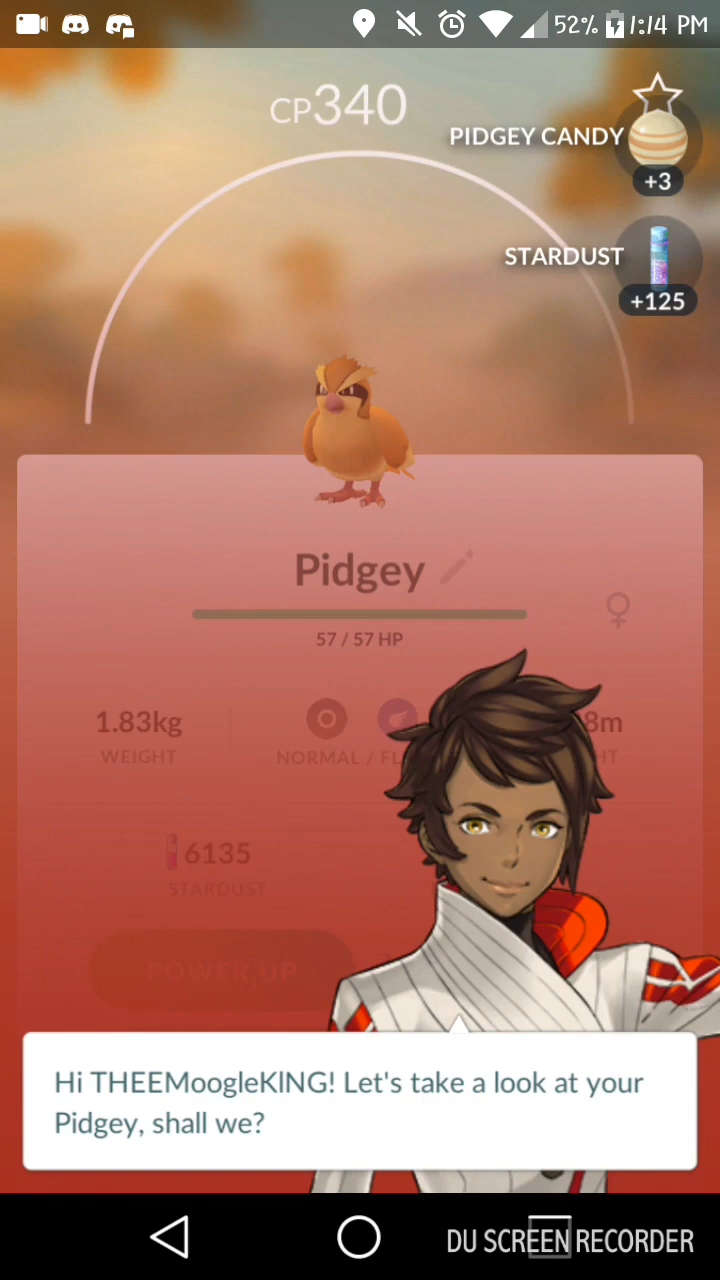 52% 1:14 PM
CP340
PIDGEY CANDY
+3
STARDUST
+125
Pidgey
57 / 57 HP
1.83kg
WEIGHT
NORMAL / FL
8m
HT
6135
STARDUST
POWER UP
Hi THEEMoogleKING! Let's take a look at your
Pidgey, shall we?
DU SCREEN RECORDER